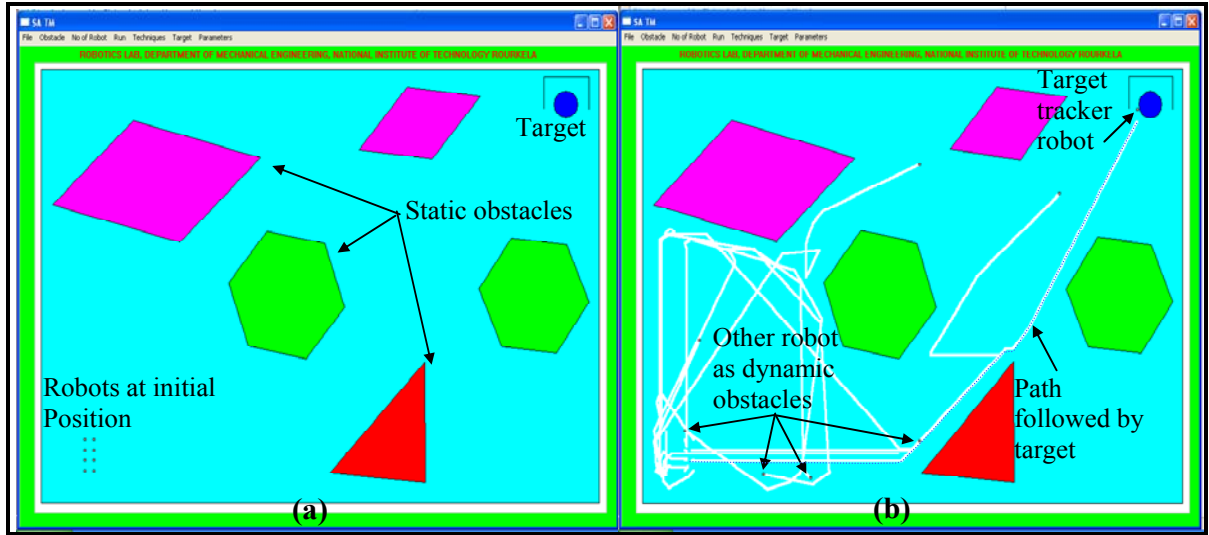 SA TM
File Obstacle No of Robot Run Techniques Target Parameters
ROBOTICS LAB, DEPARTMENT OF MECHANICAL ENGINEERING, NATIONAL INSTITUTE OF TECHNOLOGY ROURKELA
Target
Static obstacles
Robots at initial
Position
(a)
SA TM
File Obstacle No of Robot Run Techniques Target Parameters
ROBOTICS LAB, DEPARTMENT OF MECHANICAL ENGINEERING, NATIONAL INSTITUTE OF TECHNOLOGY ROURKELA
Target
tracker
robot
Other robot
as dynamic
obstacles
Path
followed by
target
(b)